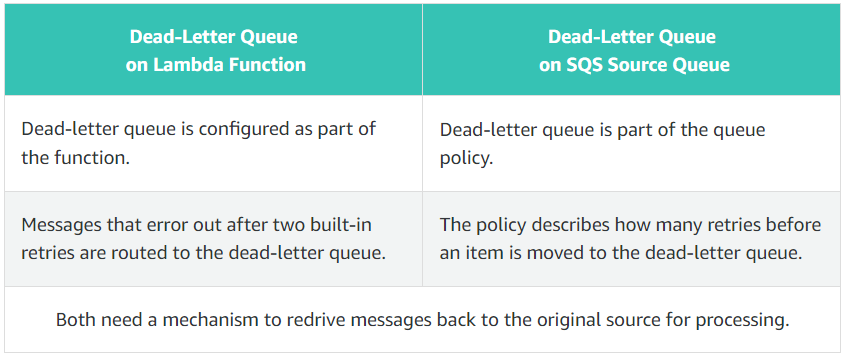 Dead-Letter Queue
on Lambda Function
Dead-Letter Queue
on SQS Source Queue
Dead-letter queue is configured as part of
the function.
Dead-letter queue is part of the queue
policy.
Messages that error out after two built-in
retries are routed to the dead-letter queue.
The policy describes how many retries before
an item is moved to the dead-letter queue.
Both need a mechanism to redrive messages back to the original source for processing.